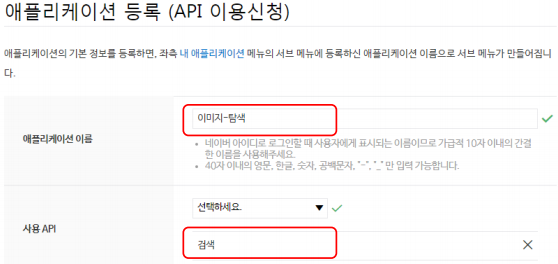 애플리케이션 등록 (API 이용신청)
애플리케이션의 기본 정보를 등록하면, 좌측 내 애플리케이션 메뉴의 서브 메뉴에 등록하신 애플리케이션 이름으로 서브 메뉴가 만들어집니
다.
애플리케이션 이름
이미지-탐색
네이버 아이디로 로그인할 때 사용자에게 표시되는 이름이므로 가급적 10자 이내의 간결
한 이름을 사용해주세요.
40자 이내의 영문, 한글, 숫자, 공백문자, "-", "_" 만 입력 가능합니다.
사용 API
선택하세요.
검색